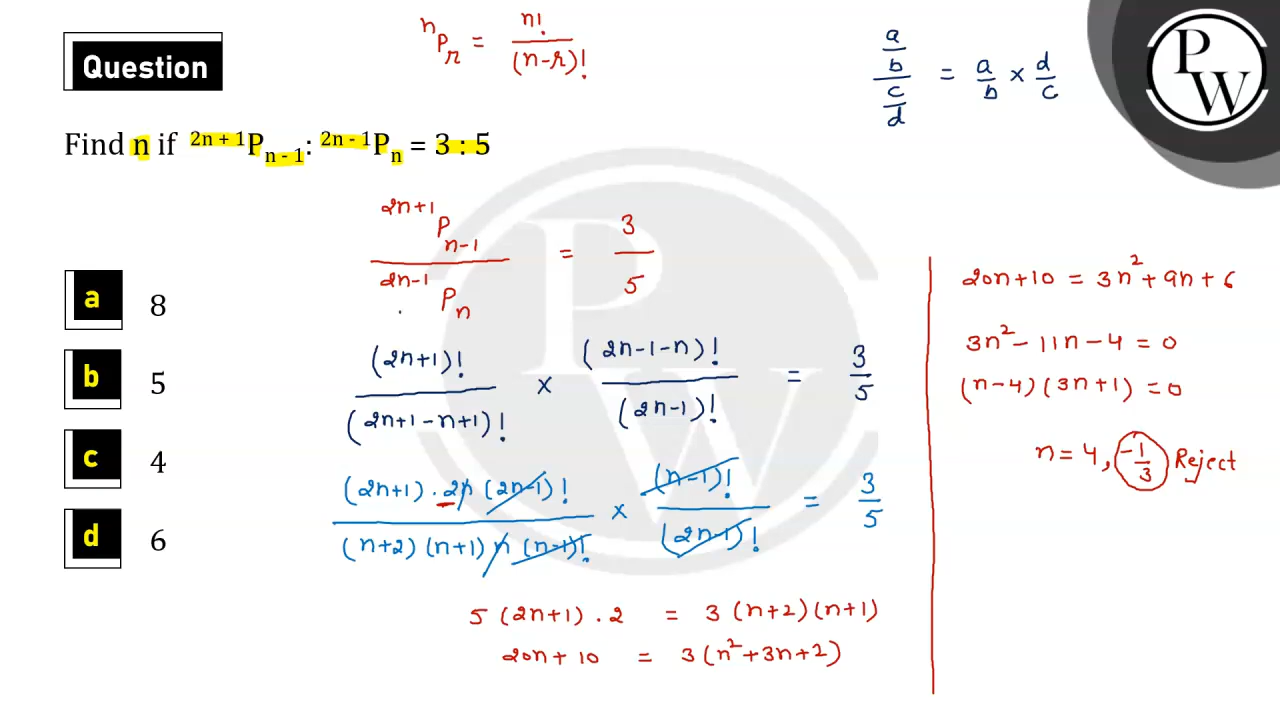 Question
ⁿPᵣ = n! / (n-r)!
(a/b) / (c/d) = a/b × d/c
PW
Find n if ²ⁿ⁺¹Pₙ₋₁ : ²ⁿ⁻¹Pₙ = 3 : 5
a 8
b 5
c 4
d 6
²ⁿ⁺¹Pₙ₋₁ / ²ⁿ⁻¹Pₙ = 3/5
(2n+1)! / (2n+1-n+1)! × (2n-1-n)! / (2n-1)! = 3/5
(2n+1) . 2n (2n-1)! / (n+2) (n+1) n (n-1)! × (n-1)! / (2n-1)! = 3/5
5 (2n+1) . 2 = 3 (n+2) (n+1)
20n + 10 = 3 (n² + 3n + 2)
20n + 10 = 3n² + 9n + 6
3n² - 11n - 4 = 0
(n-4) (3n+1) = 0
n = 4, -1/3 Reject